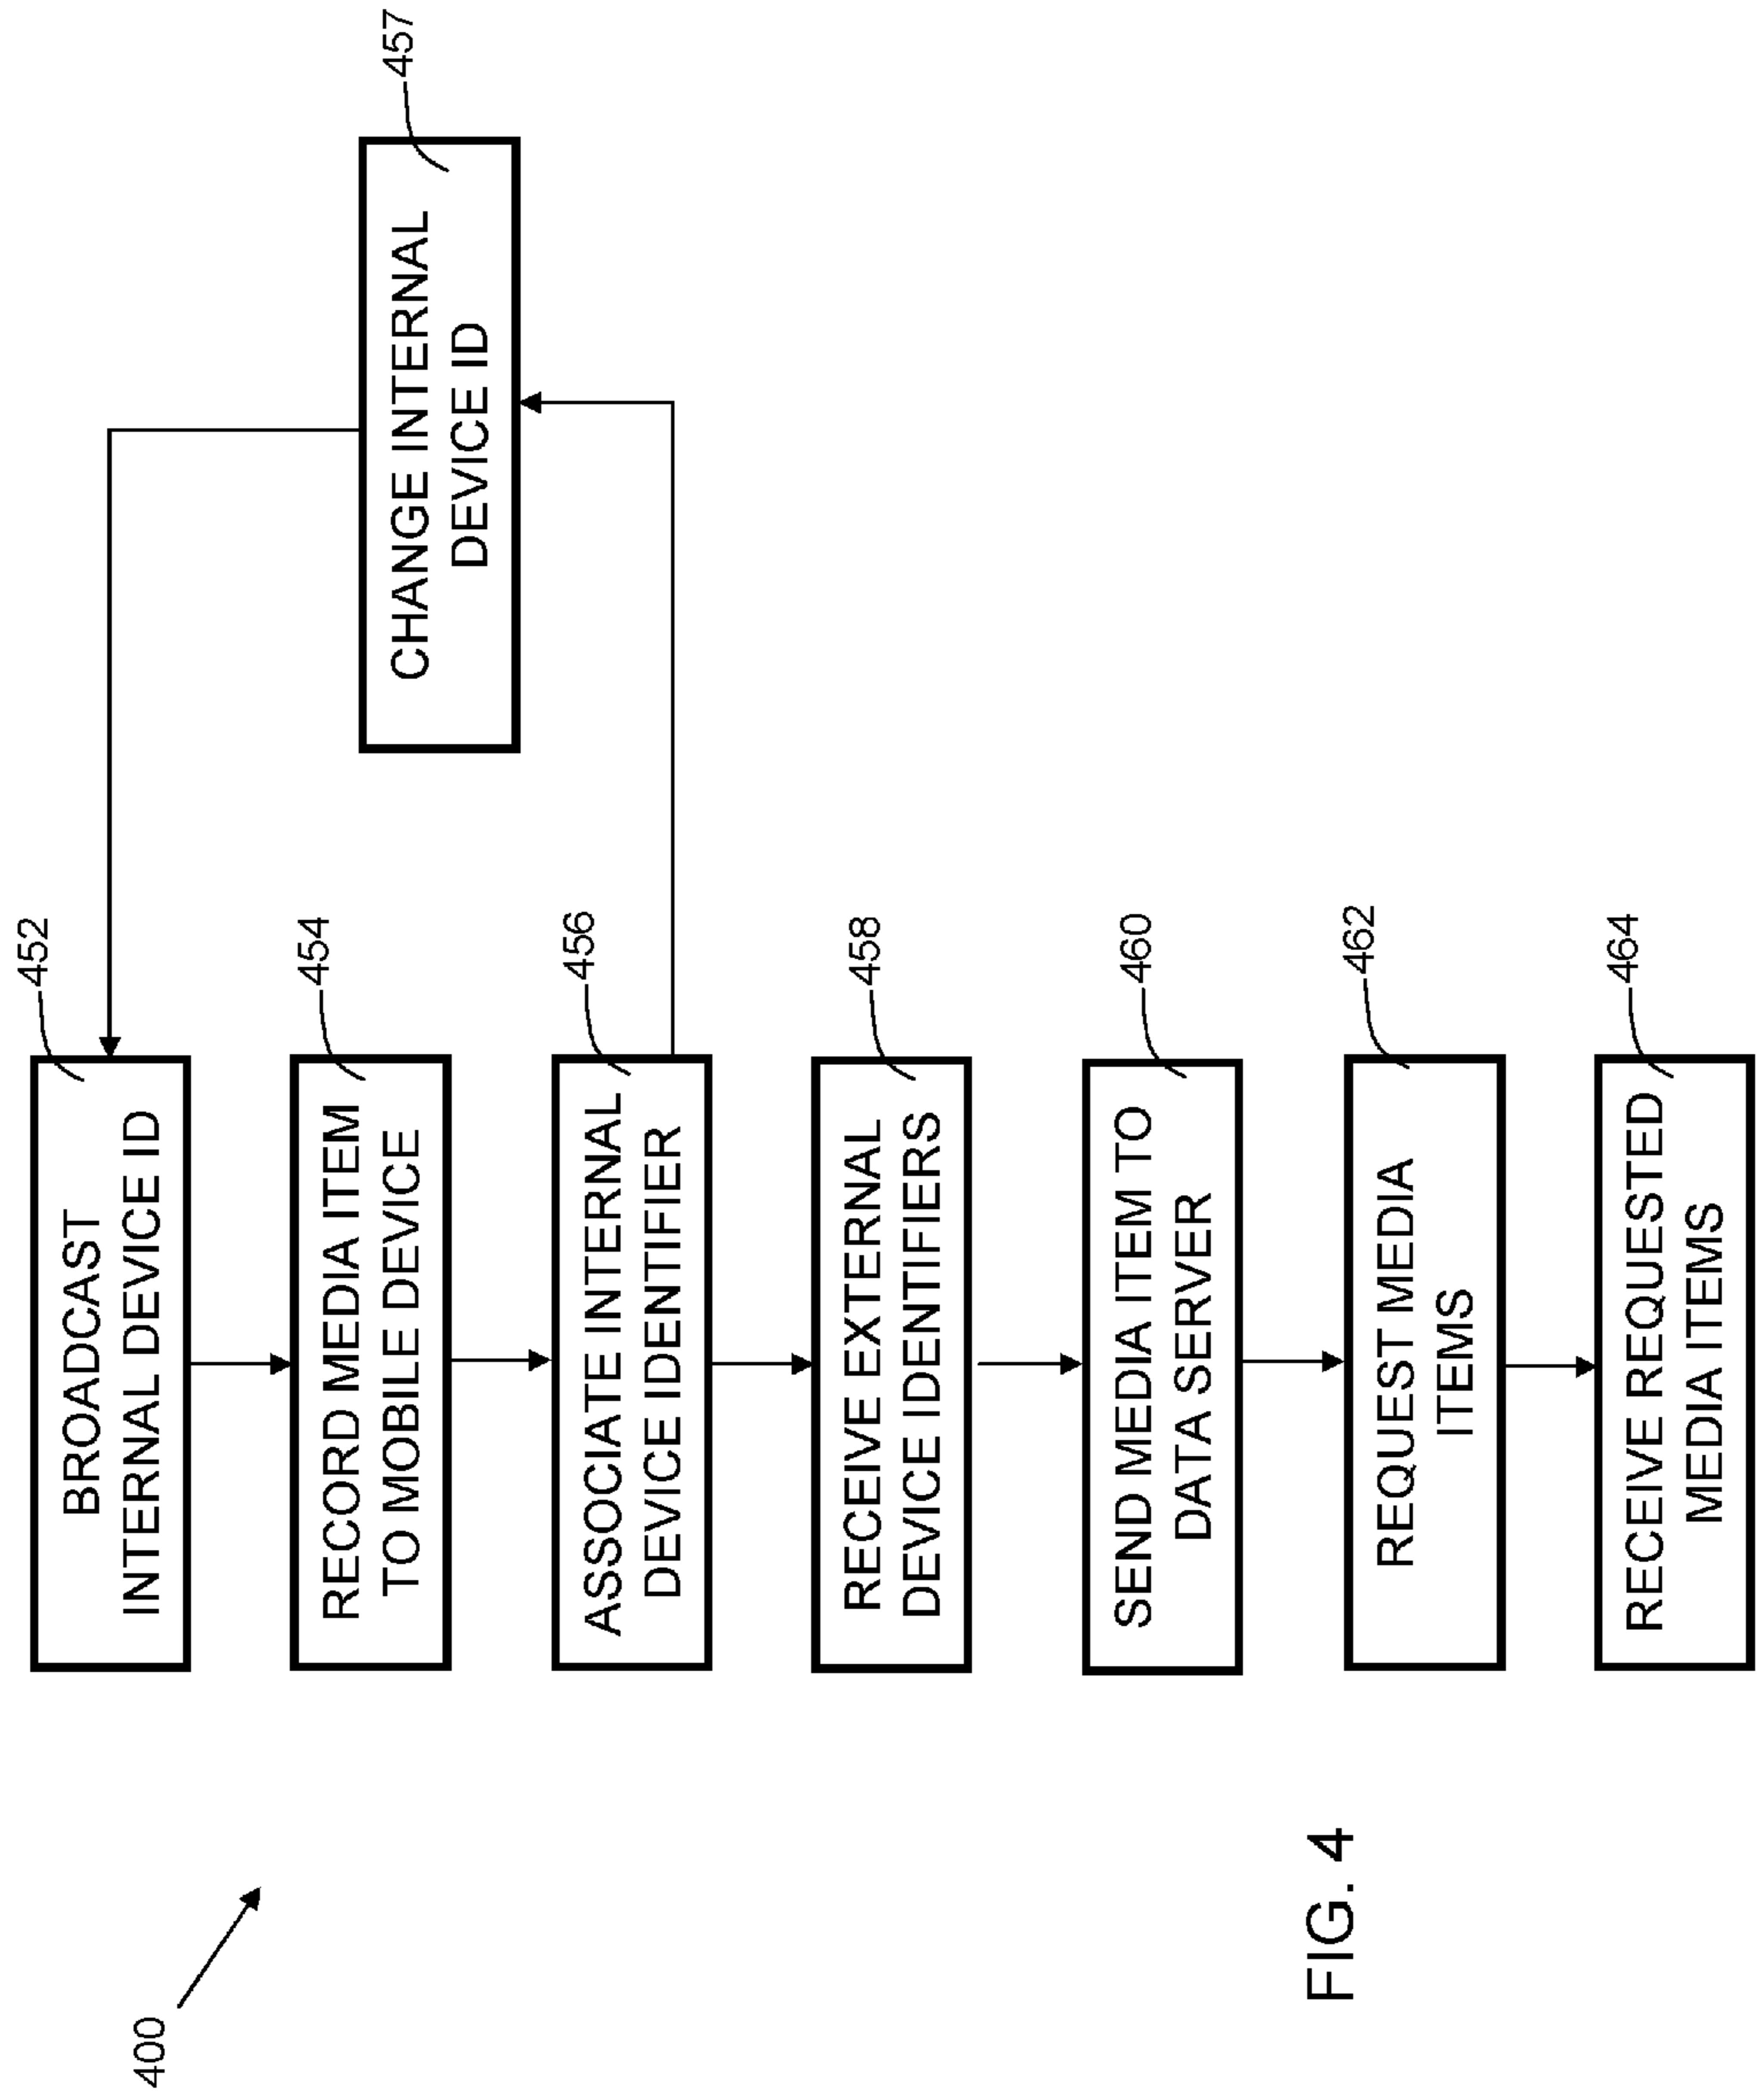 400
452
BROADCAST
INTERNAL DEVICE ID
454
RECORD MEDIA ITEM
TO MOBILE DEVICE
456
ASSOCIATE INTERNAL
DEVICE IDENTIFIER
457
CHANGE INTERNAL
DEVICE ID
458
RECEIVE EXTERNAL
DEVICE IDENTIFIERS
460
SEND MEDIA ITEM TO
DATA SERVER
462
REQUEST MEDIA
ITEMS
464
RECEIVE REQUESTED
MEDIA ITEMS
FIG. 4